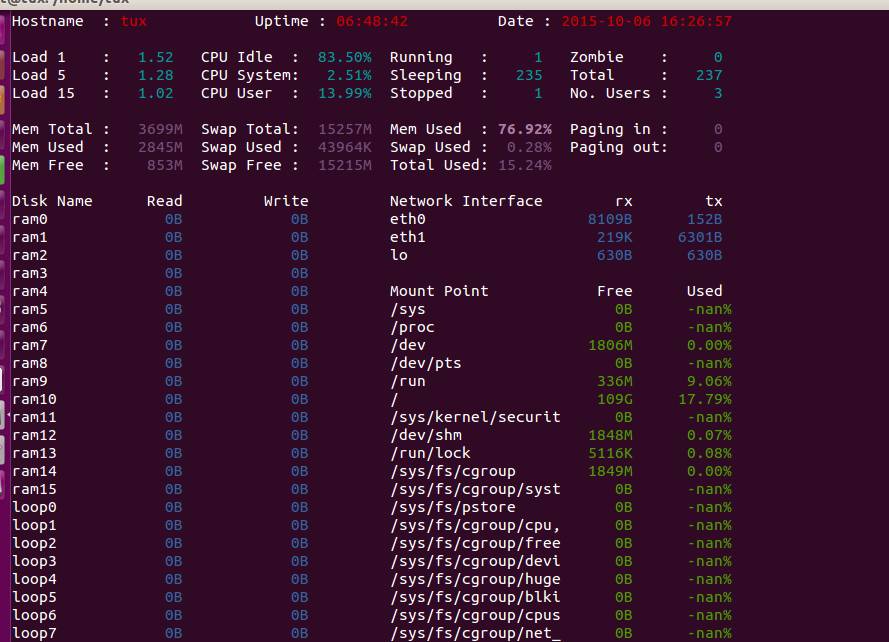 Hostname : tux Uptime : 06:48:42 Date : 2015-10-06 16:26:57
Load 1 : 1.52 CPU Idle : 83.50% Running : 1 Zombie : 0
Load 5 : 1.28 CPU System: 2.51% Sleeping : 235 Total : 237
Load 15 : 1.02 CPU User : 13.99% Stopped : 1 No. Users : 3
Mem Total : 3699M Swap Total: 15257M Mem Used : 76.92% Paging in : 0
Mem Used : 2845M Swap Used : 43964K Swap Used : 0.28% Paging out: 0
Mem Free : 853M Swap Free : 15215M Total Used: 15.24%
Disk Name Read Write Network Interface rx tx
ram0 0B 0B eth0 8109B 152B
ram1 0B 0B eth1 219K 6301B
ram2 0B 0B lo 630B 630B
ram3 0B 0B
ram4 0B 0B Mount Point Free Used
ram5 0B 0B /sys 0B -nan%
ram6 0B 0B /proc 0B -nan%
ram7 0B 0B /dev 1806M 0.00%
ram8 0B 0B /dev/pts 0B -nan%
ram9 0B 0B /run 336M 9.06%
ram10 0B 0B / 109G 17.79%
ram11 0B 0B /sys/kernel/securit 0B -nan%
ram12 0B 0B /dev/shm 1848M 0.07%
ram13 0B 0B /run/lock 5116K 0.08%
ram14 0B 0B /sys/fs/cgroup 1849M 0.00%
ram15 0B 0B /sys/fs/cgroup/syst 0B -nan%
loop0 0B 0B /sys/fs/pstore 0B -nan%
loop1 0B 0B /sys/fs/cgroup/cpu, 0B -nan%
loop2 0B 0B /sys/fs/cgroup/free 0B -nan%
loop3 0B 0B /sys/fs/cgroup/devi 0B -nan%
loop4 0B 0B /sys/fs/cgroup/huge 0B -nan%
loop5 0B 0B /sys/fs/cgroup/blki 0B -nan%
loop6 0B 0B /sys/fs/cgroup/cpus 0B -nan%
loop7 0B 0B /sys/fs/cgroup/net_ 0B -nan%